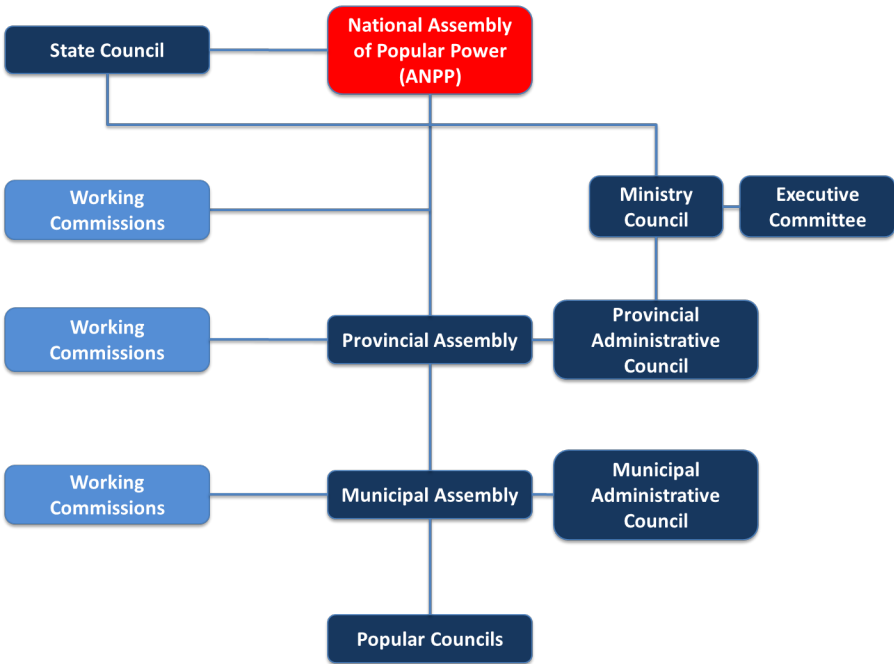 State Council
National Assembly
of Popular Power
(ANPP)
Working
Commissions
Ministry
Council
Executive
Committee
Working
Commissions
Provincial Assembly
Provincial
Administrative
Council
Working
Commissions
Municipal Assembly
Municipal
Administrative
Council
Popular Councils